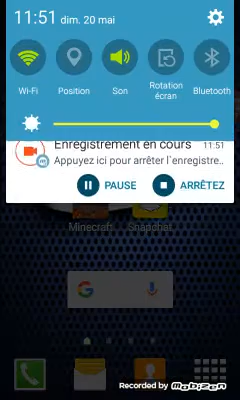 11:51 dim. 20 mai
Wi-Fi
Position
Son
Rotation
écran
Bluetooth
Enregistrement en cours 11:51
Appuyez ici pour arrêter l`enregistre..
PAUSE
ARRÊTEZ
Minecraft
Snapchat
Recorded by Mobizen